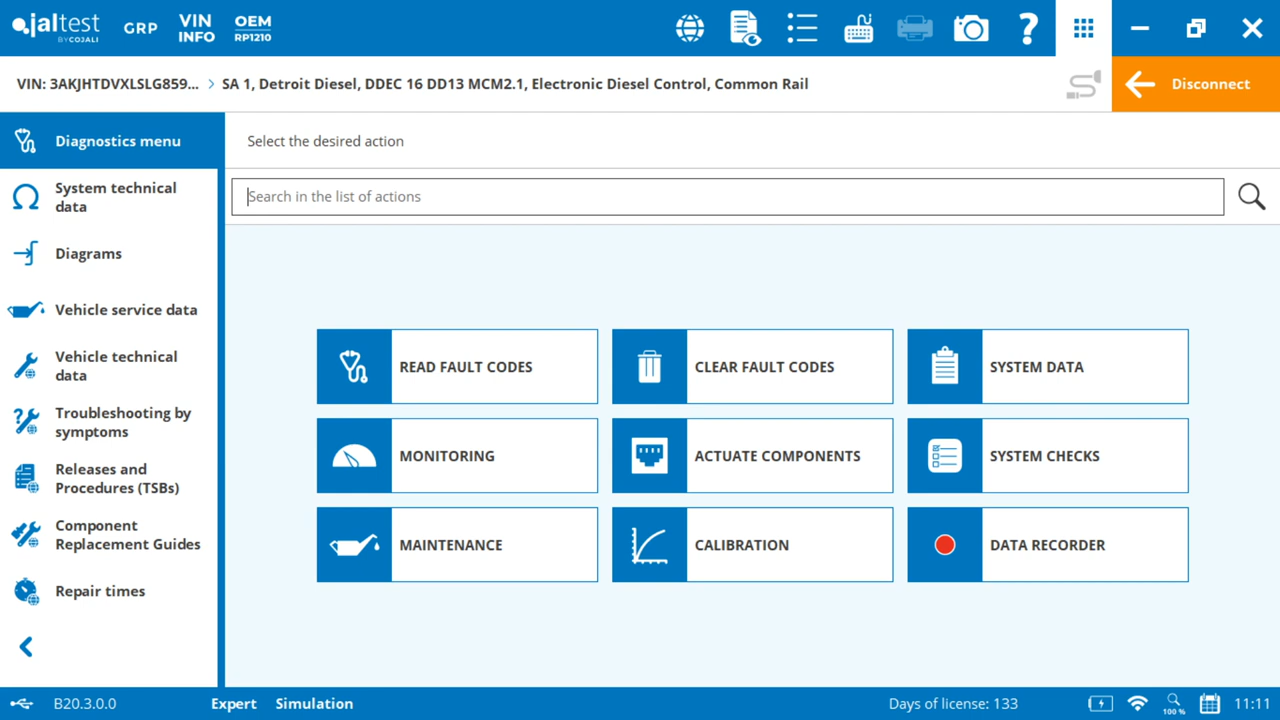 jaltest
BY COJALI
GRP
VIN
INFO
OEM
RP1210
VIN: 3AKJHTDVXLSLG859... > SA 1, Detroit Diesel, DDEC 16 DD13 MCM2.1, Electronic Diesel Control, Common Rail
Disconnect
Diagnostics menu
Select the desired action
Search in the list of actions
System technical
data
Diagrams
Vehicle service data
Vehicle technical
data
Troubleshooting by
symptoms
Releases and
Procedures (TSBs)
Component
Replacement Guides
Repair times
READ FAULT CODES
CLEAR FAULT CODES
SYSTEM DATA
MONITORING
ACTUATE COMPONENTS
SYSTEM CHECKS
MAINTENANCE
CALIBRATION
DATA RECORDER
B20.3.0.0
Expert
Simulation
Days of license: 133
100 %
11:11